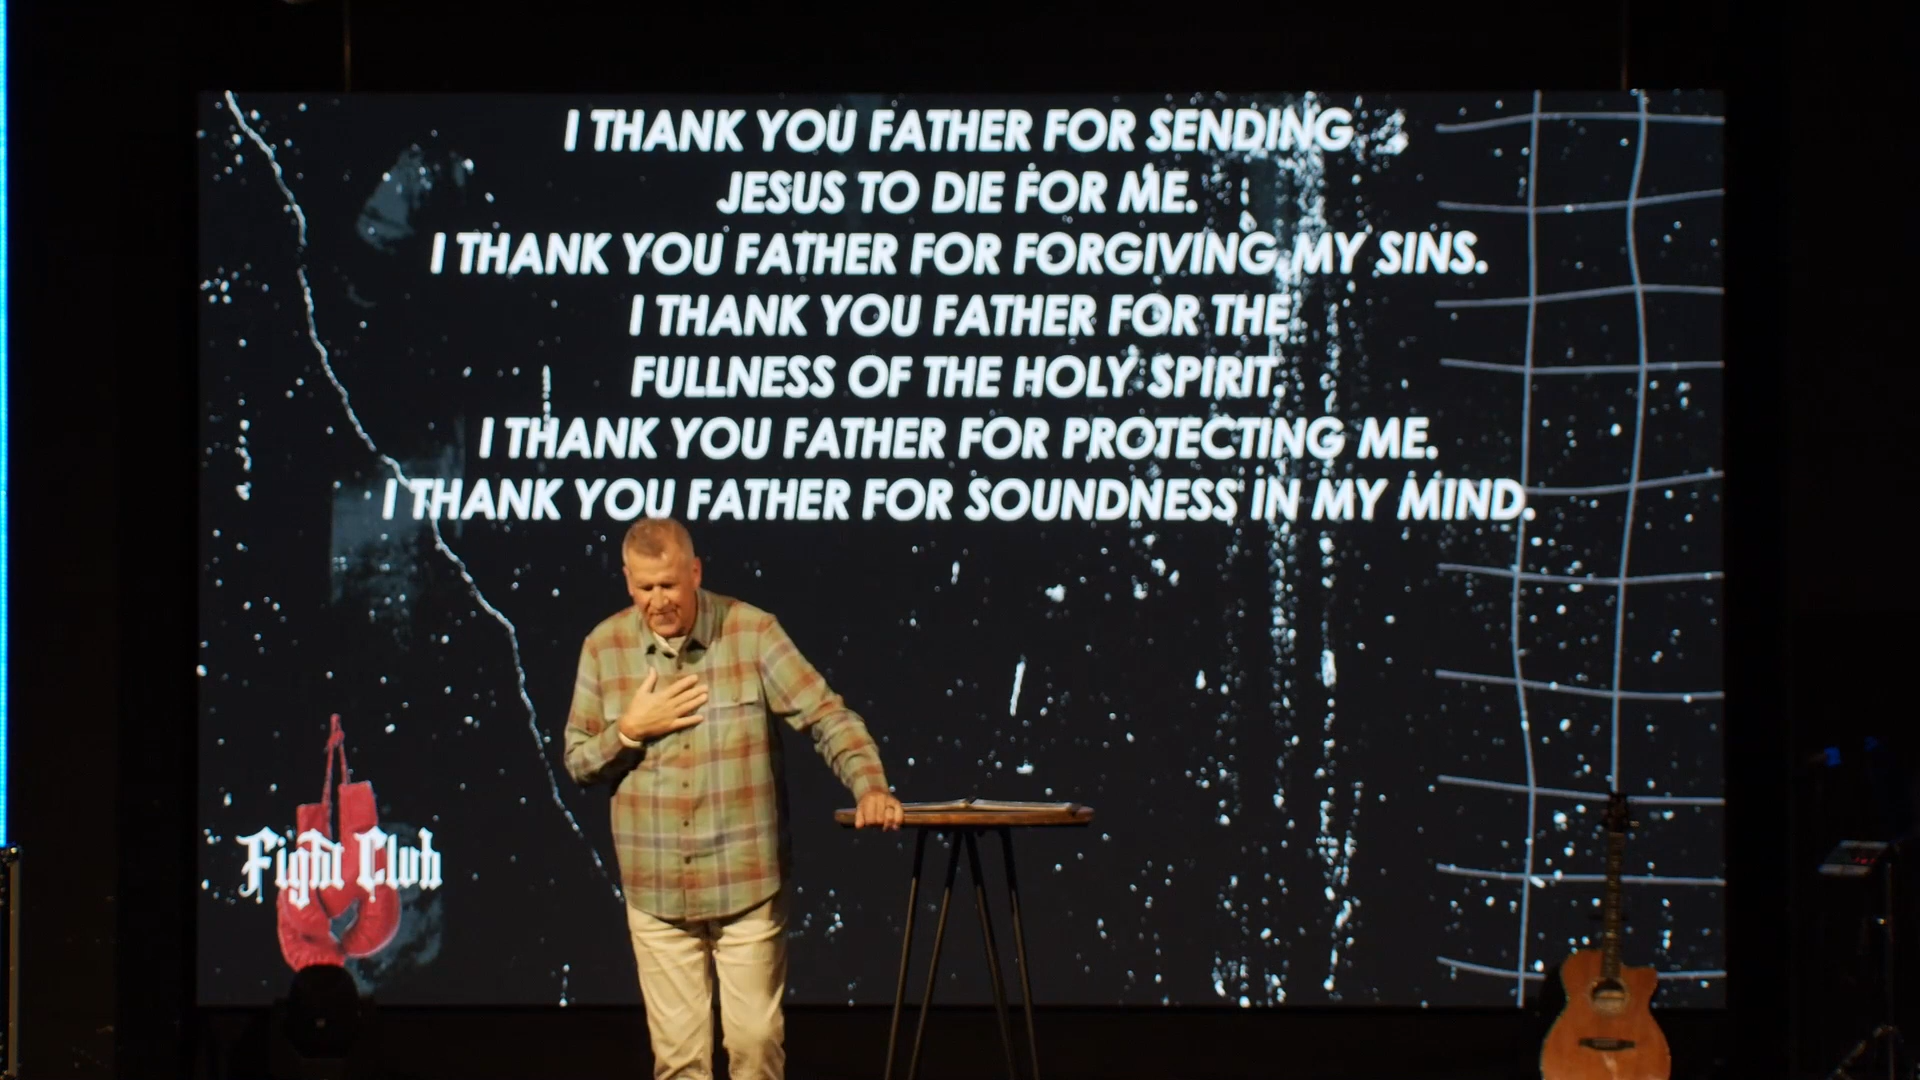 I THANK YOU FATHER FOR SENDING
JESUS TO DIE FOR ME.
I THANK YOU FATHER FOR FORGIVING MY SINS.
I THANK YOU FATHER FOR THE
FULLNESS OF THE HOLY SPIRIT.
I THANK YOU FATHER FOR PROTECTING ME.
I THANK YOU FATHER FOR SOUNDNESS IN MY MIND.
Fight Club